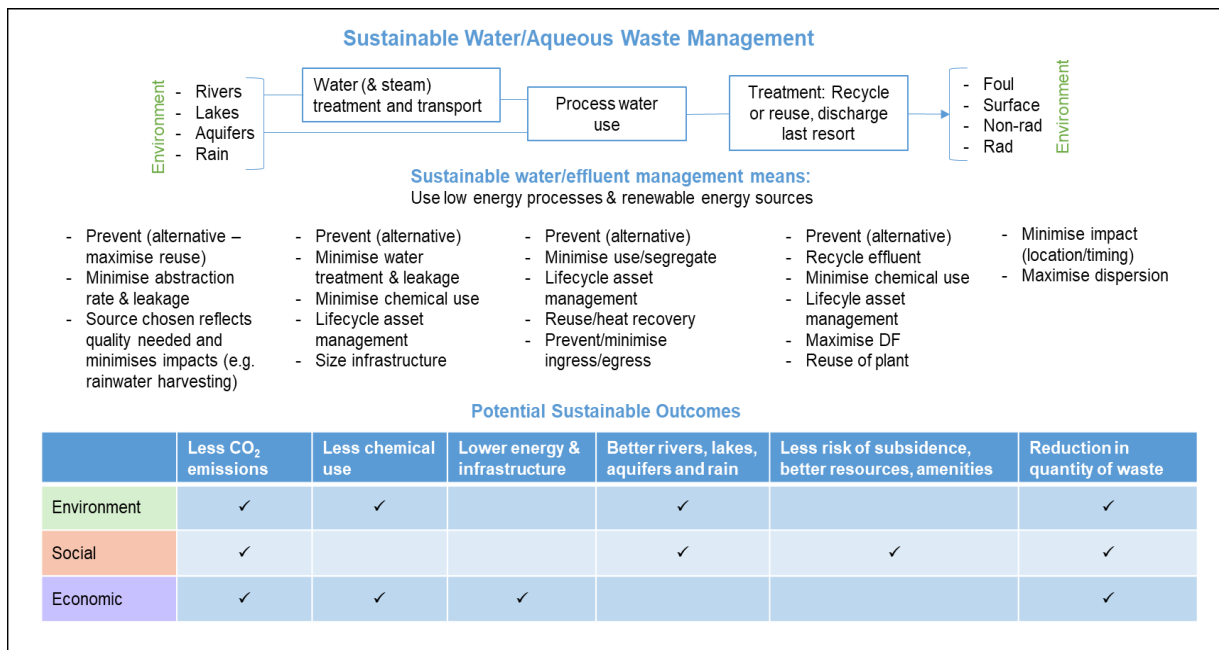 Sustainable Water/Aqueous Waste Management
Environment
- Rivers
- Lakes
- Aquifers
- Rain
Water (& steam)
treatment and transport
Process water
use
Treatment: Recycle
or reuse, discharge
last resort
- Foul
- Surface
- Non-rad
- Rad
Environment
Sustainable water/effluent management means:
Use low energy processes & renewable energy sources
- Prevent (alternative –
maximise reuse)
- Minimise abstraction
rate & leakage
- Source chosen reflects
quality needed and
minimises impacts (e.g.
rainwater harvesting)
- Prevent (alternative)
- Minimise water
treatment & leakage
- Minimise chemical use
- Lifecycle asset
management
- Size infrastructure
- Prevent (alternative)
- Minimise use/segregate
- Lifecycle asset
management
- Reuse/heat recovery
- Prevent/minimise
ingress/egress
- Prevent (alternative)
- Recycle effluent
- Minimise chemical use
- Lifecyle asset
management
- Maximise DF
- Reuse of plant
- Minimise impact
(location/timing)
- Maximise dispersion
Potential Sustainable Outcomes
Less CO₂
emissions
Less chemical
use
Lower energy &
infrastructure
Better rivers, lakes,
aquifers and rain
Less risk of subsidence,
better resources, amenities
Reduction in
quantity of waste
Environment ✓ ✓ ✓ ✓
Social ✓ ✓ ✓ ✓
Economic ✓ ✓ ✓ ✓